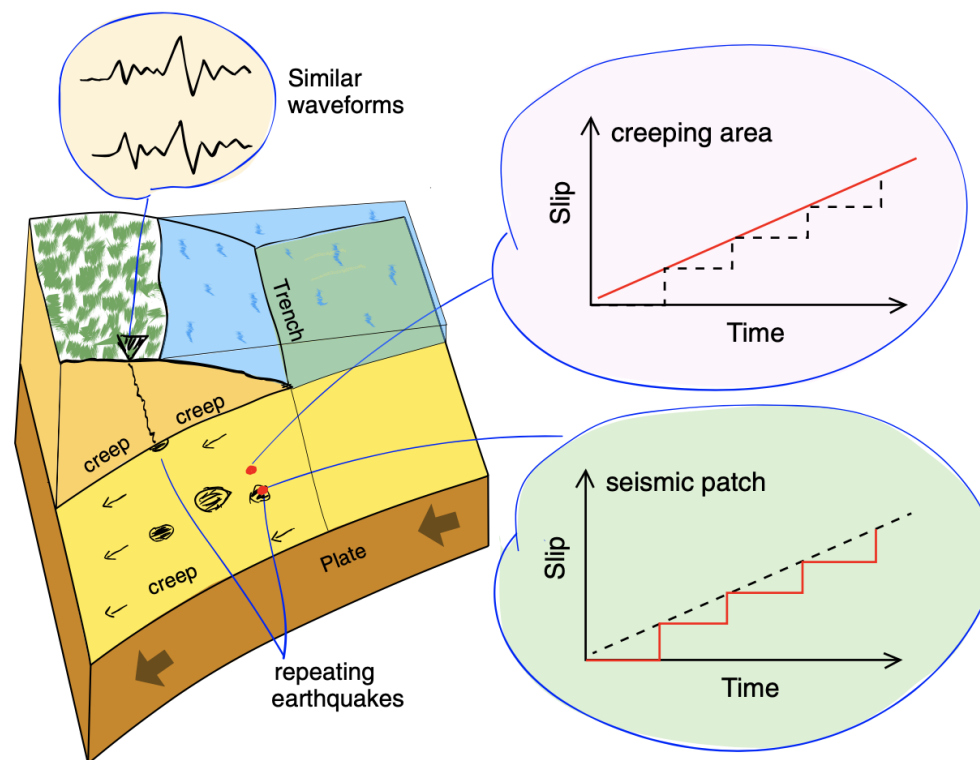 Similar
waveforms
creeping area
Slip
Time
Trench
creep
creep
creep
Plate
seismic patch
Slip
Time
repeating
earthquakes